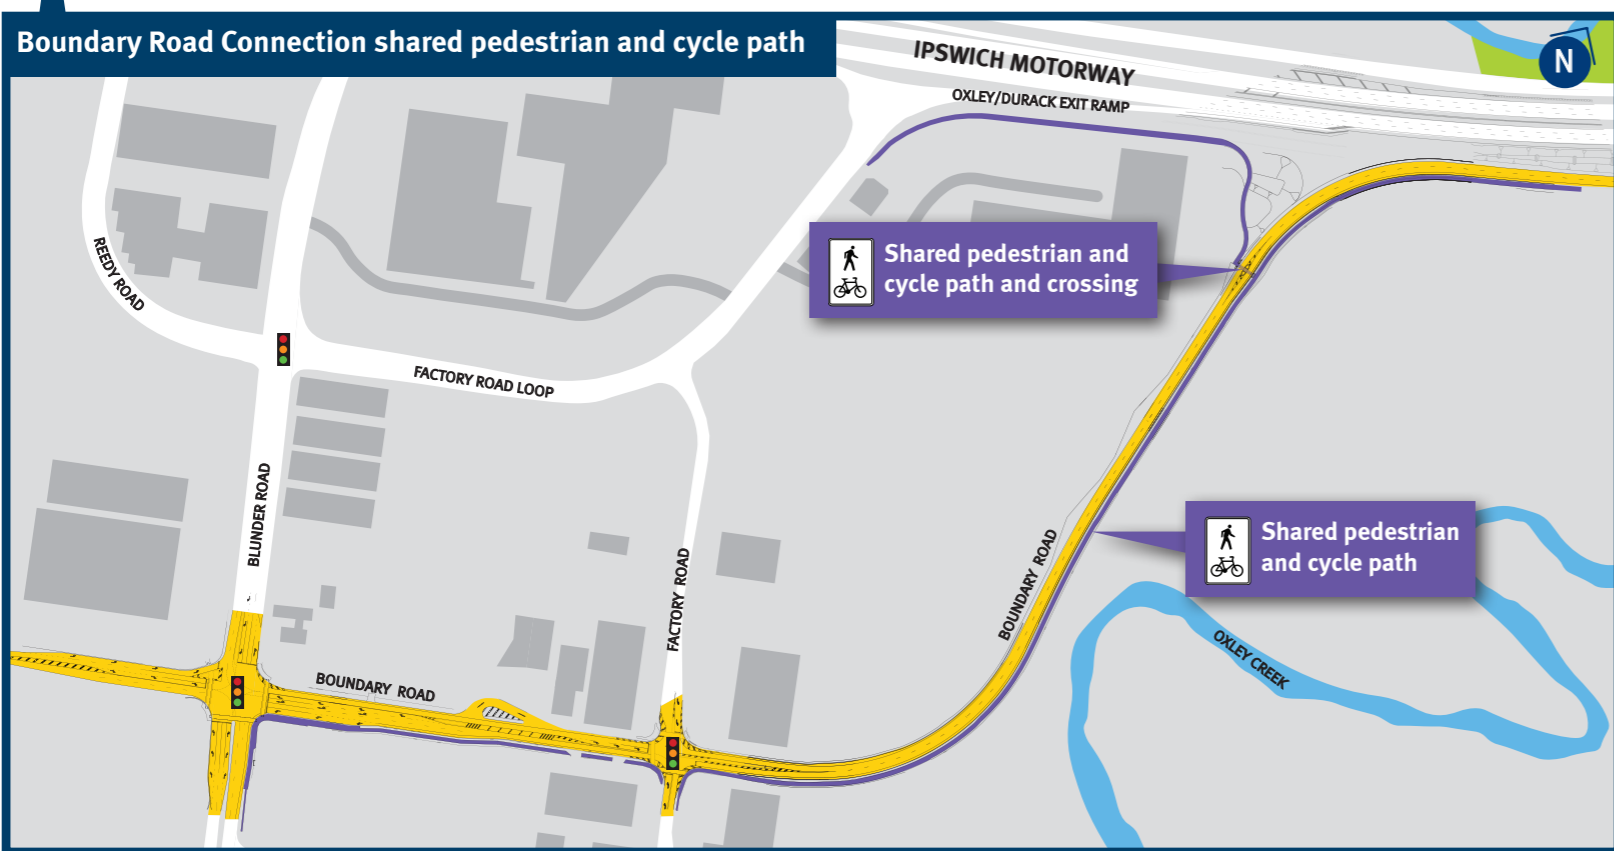 Boundary Road Connection shared pedestrian and cycle path
IPSWICH MOTORWAY
OXLEY/DURACK EXIT RAMP
N
REEDY ROAD
Shared pedestrian and
cycle path and crossing
FACTORY ROAD LOOP
BLUNDER ROAD
Shared pedestrian
and cycle path
FACTORY ROAD
BOUNDARY ROAD
OXLEY CREEK
BOUNDARY ROAD